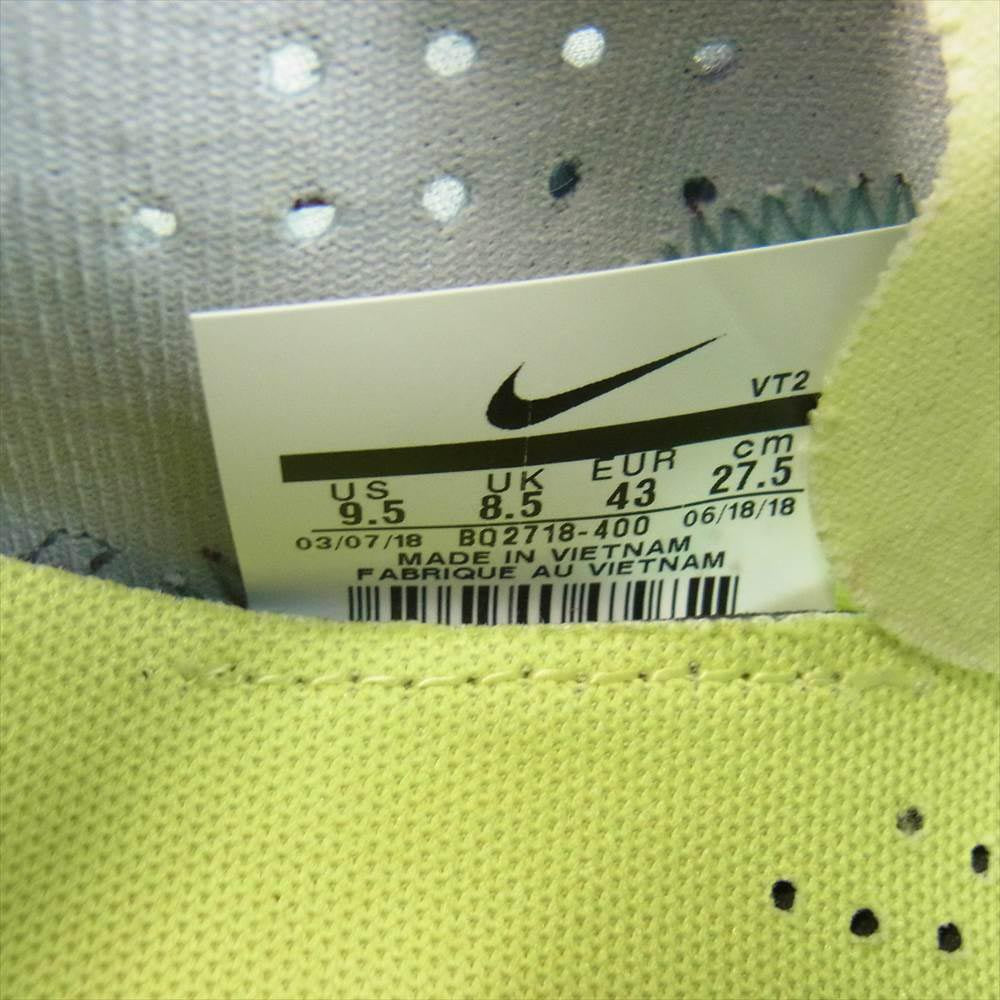 VT2
US UK EUR cm
9.5 8.5 43 27.5
03/07/18 BQ2718-400 06/18/18
MADE IN VIETNAM
FABRIQUE AU VIETNAM